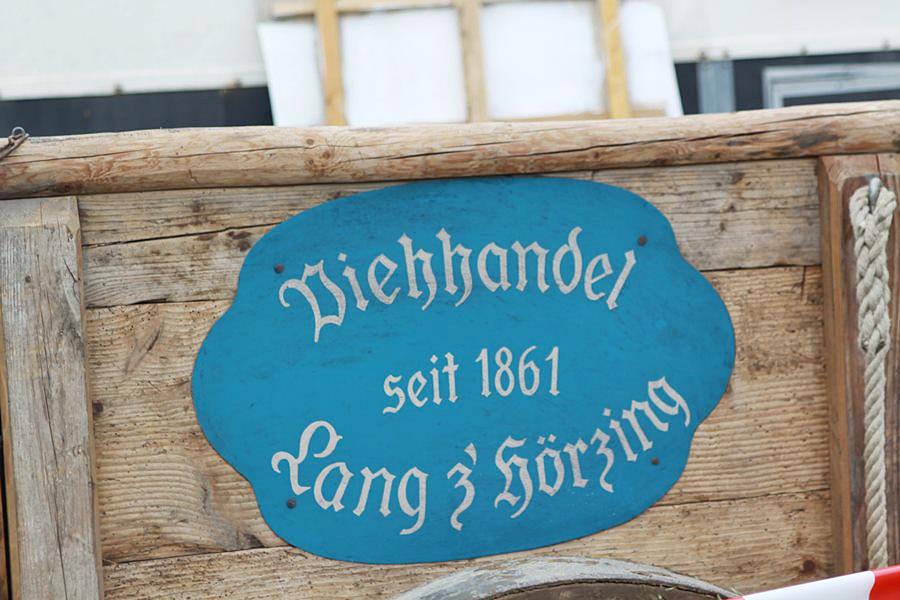 Viehhandel
seit 1861
Lang z' Hörzing